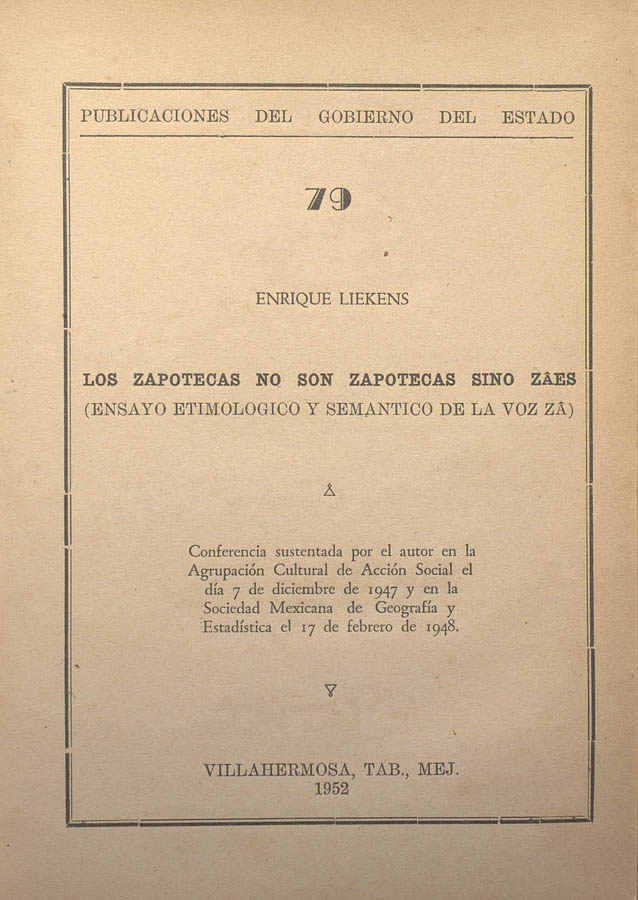 PUBLICACIONES DEL GOBIERNO DEL ESTADO
79
ENRIQUE LIEKENS
LOS ZAPOTECAS NO SON ZAPOTECAS SINO ZÂES
(ENSAYO ETIMOLOGICO Y SEMANTICO DE LA VOZ ZÂ)
Conferencia sustentada por el autor en la
Agrupación Cultural de Acción Social el
día 7 de diciembre de 1947 y en la
Sociedad Mexicana de Geografía y
Estadística el 17 de febrero de 1948.
VILLAHERMOSA, TAB., MEJ.
1952